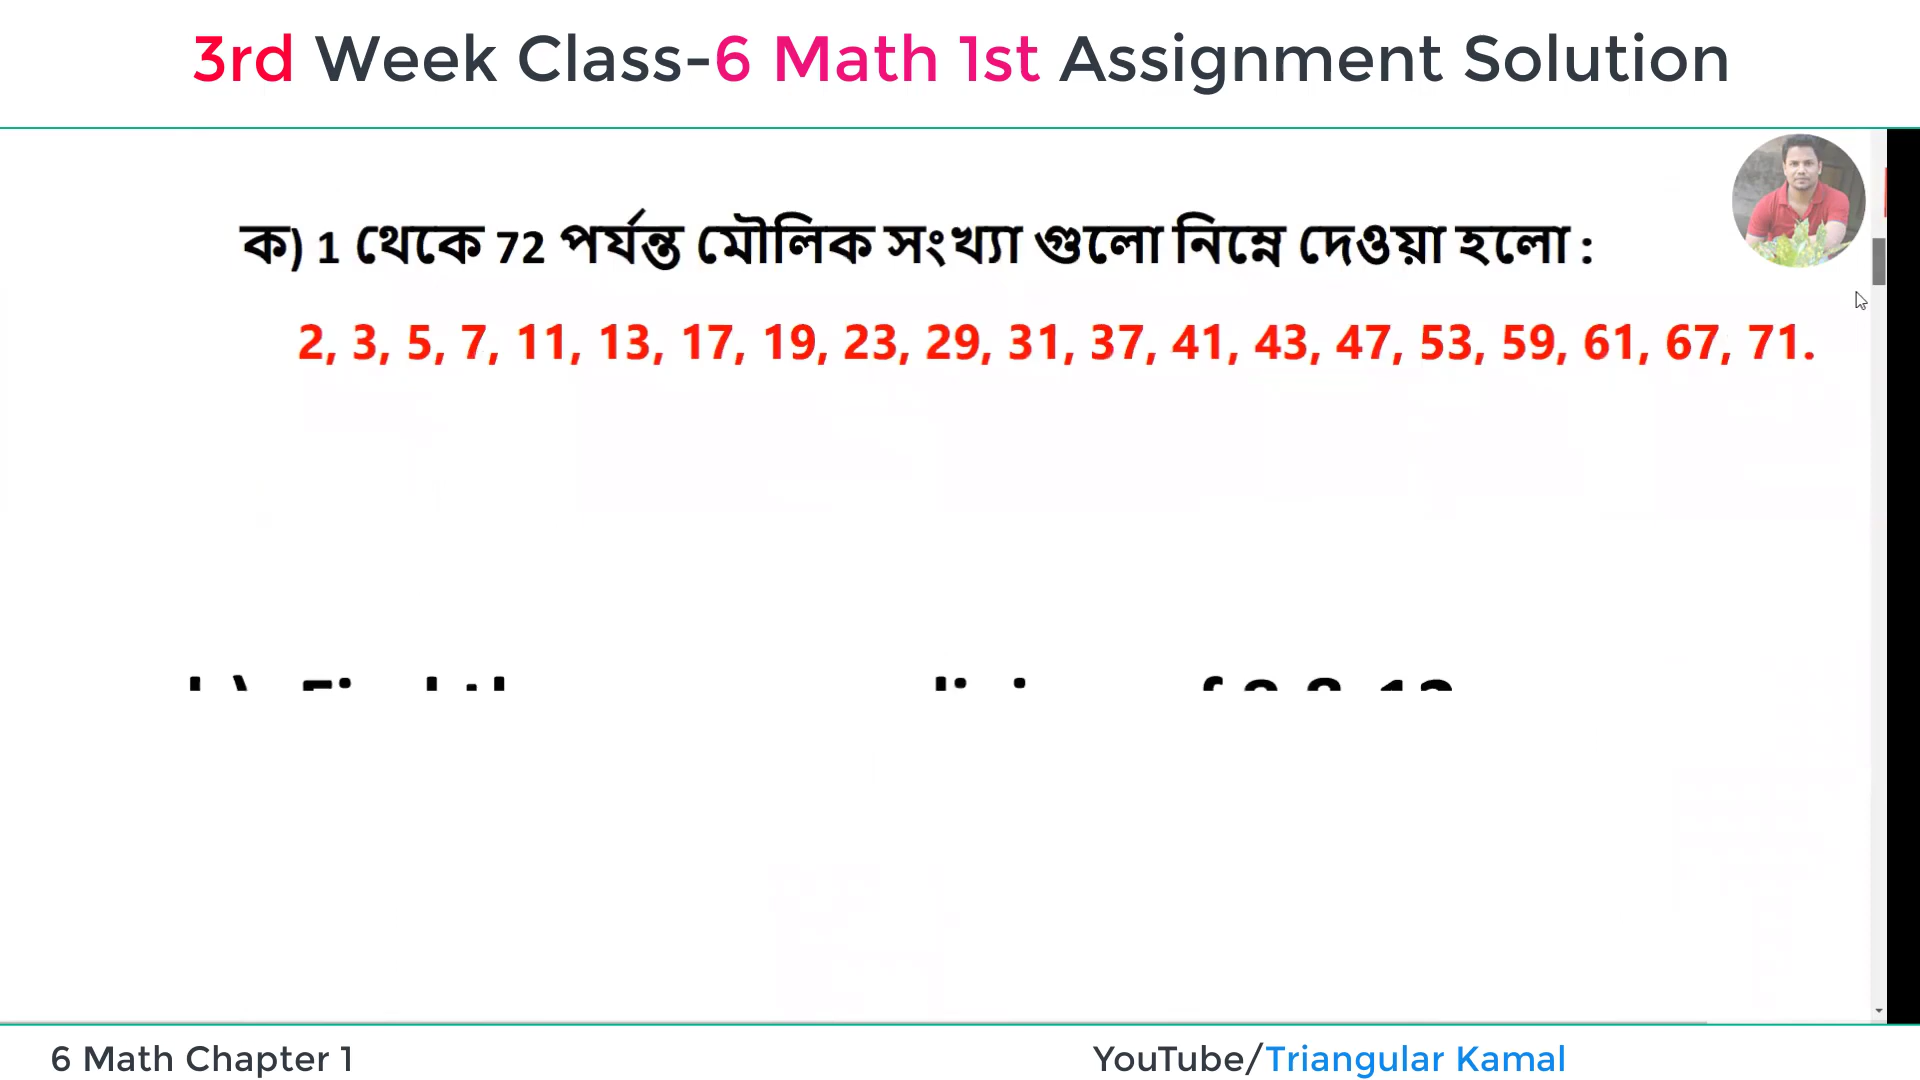 3rd Week Class-6 Math 1st Assignment Solution
ক) 1 থেকে 72 পর্যন্ত মৌলিক সংখ্যা গুলো নিম্নে দেওয়া হলো :
2, 3, 5, 7, 11, 13, 17, 19, 23, 29, 31, 37, 41, 43, 47, 53, 59, 61, 67, 71.
6 Math Chapter 1
YouTube/Triangular Kamal